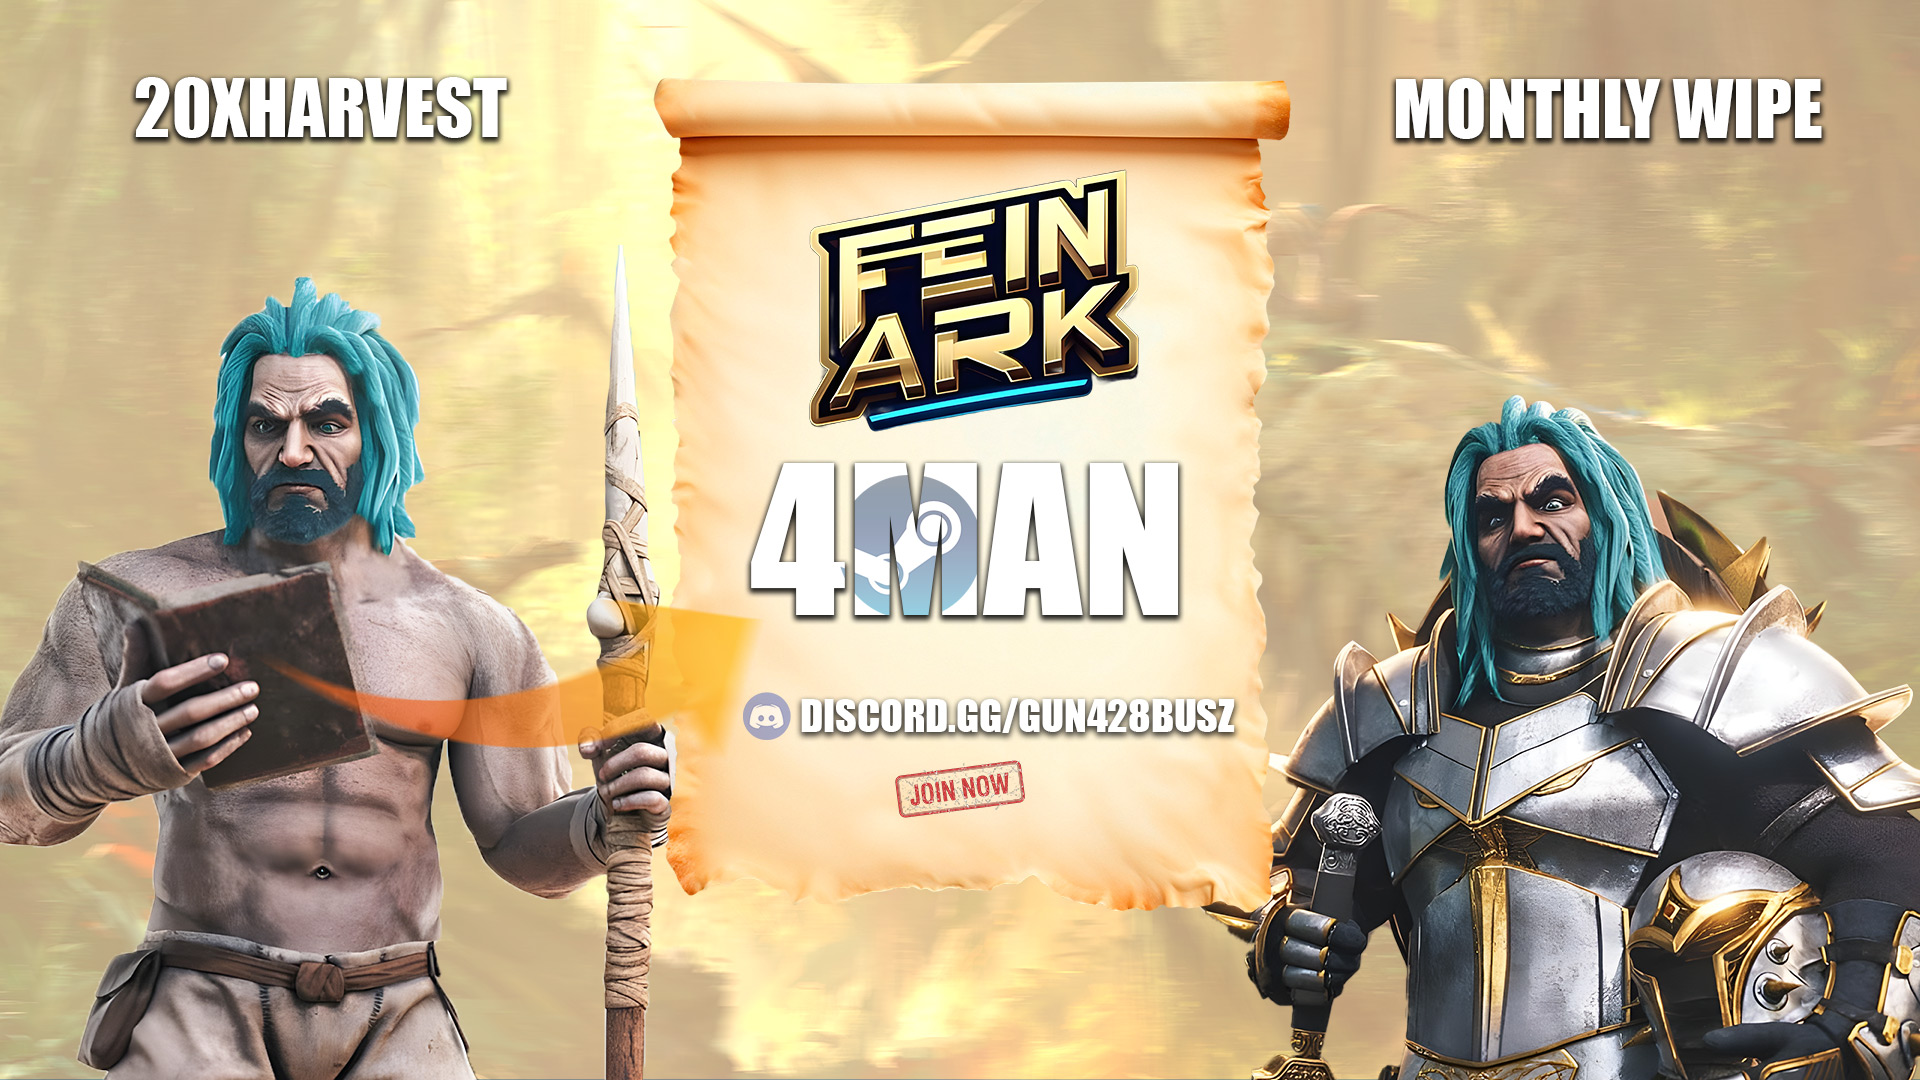 20XHARVEST
MONTHLY WIPE
FEIN
ARK
4MAN
DISCORD.GG/GUN428BUSZ
JOIN NOW